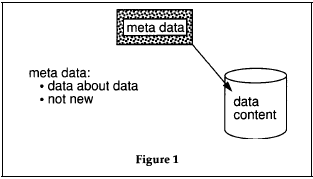 meta data
meta data:
• data about data
• not new
data
content
Figure 1